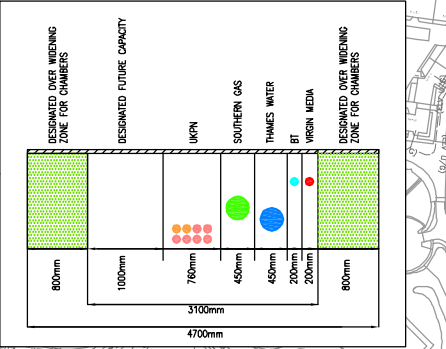 DESIGNATED OVER WIDENING
ZONE FOR CHAMBERS
DESIGNATED FUTURE CAPACITY
UKPN
SOUTHERN GAS
THAMES WATER
BT
VIRGIN MEDIA
DESIGNATED OVER WIDENING
ZONE FOR CHAMBERS
800mm
1000mm
760mm
450mm
450mm
200mm
200mm
800mm
3100mm
4700mm